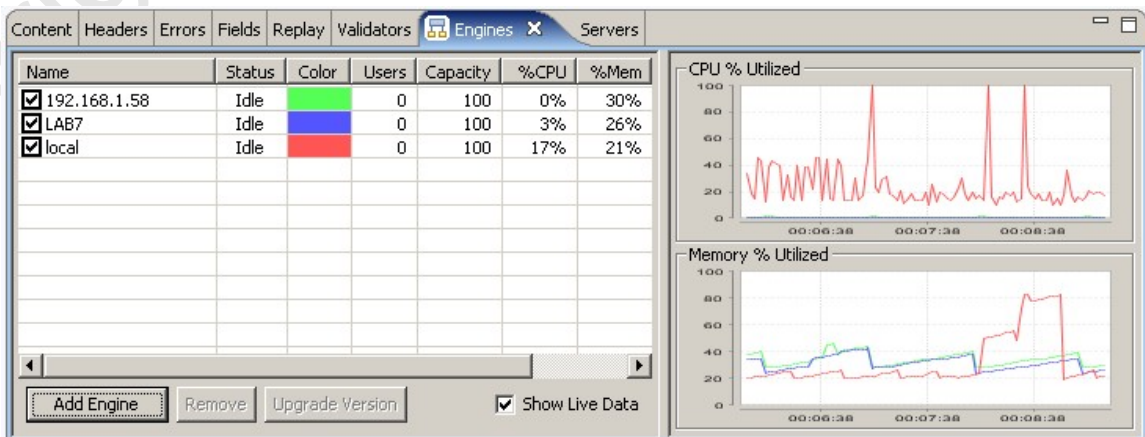 Content Headers Errors Fields Replay Validators Engines Servers
Name Status Color Users Capacity %CPU %Mem
192.168.1.58 Idle 0 100 0% 30%
LAB7 Idle 0 100 3% 26%
local Idle 0 100 17% 21%
Add Engine Remove Upgrade Version Show Live Data
CPU % Utilized
100
80
60
40
20
0
00:06:38 00:07:38 00:08:38
Memory % Utilized
100
80
60
40
20
0
00:06:38 00:07:38 00:08:38